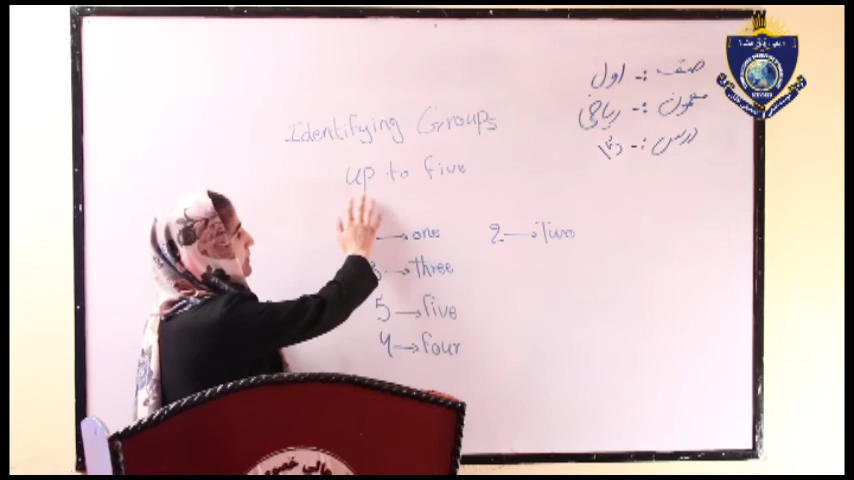 Identifying Groups
up to five
صنف :- اول
مضمون :- ریاضی
درس :-
→ one
2 → two
3 → three
5 → five
4 → four